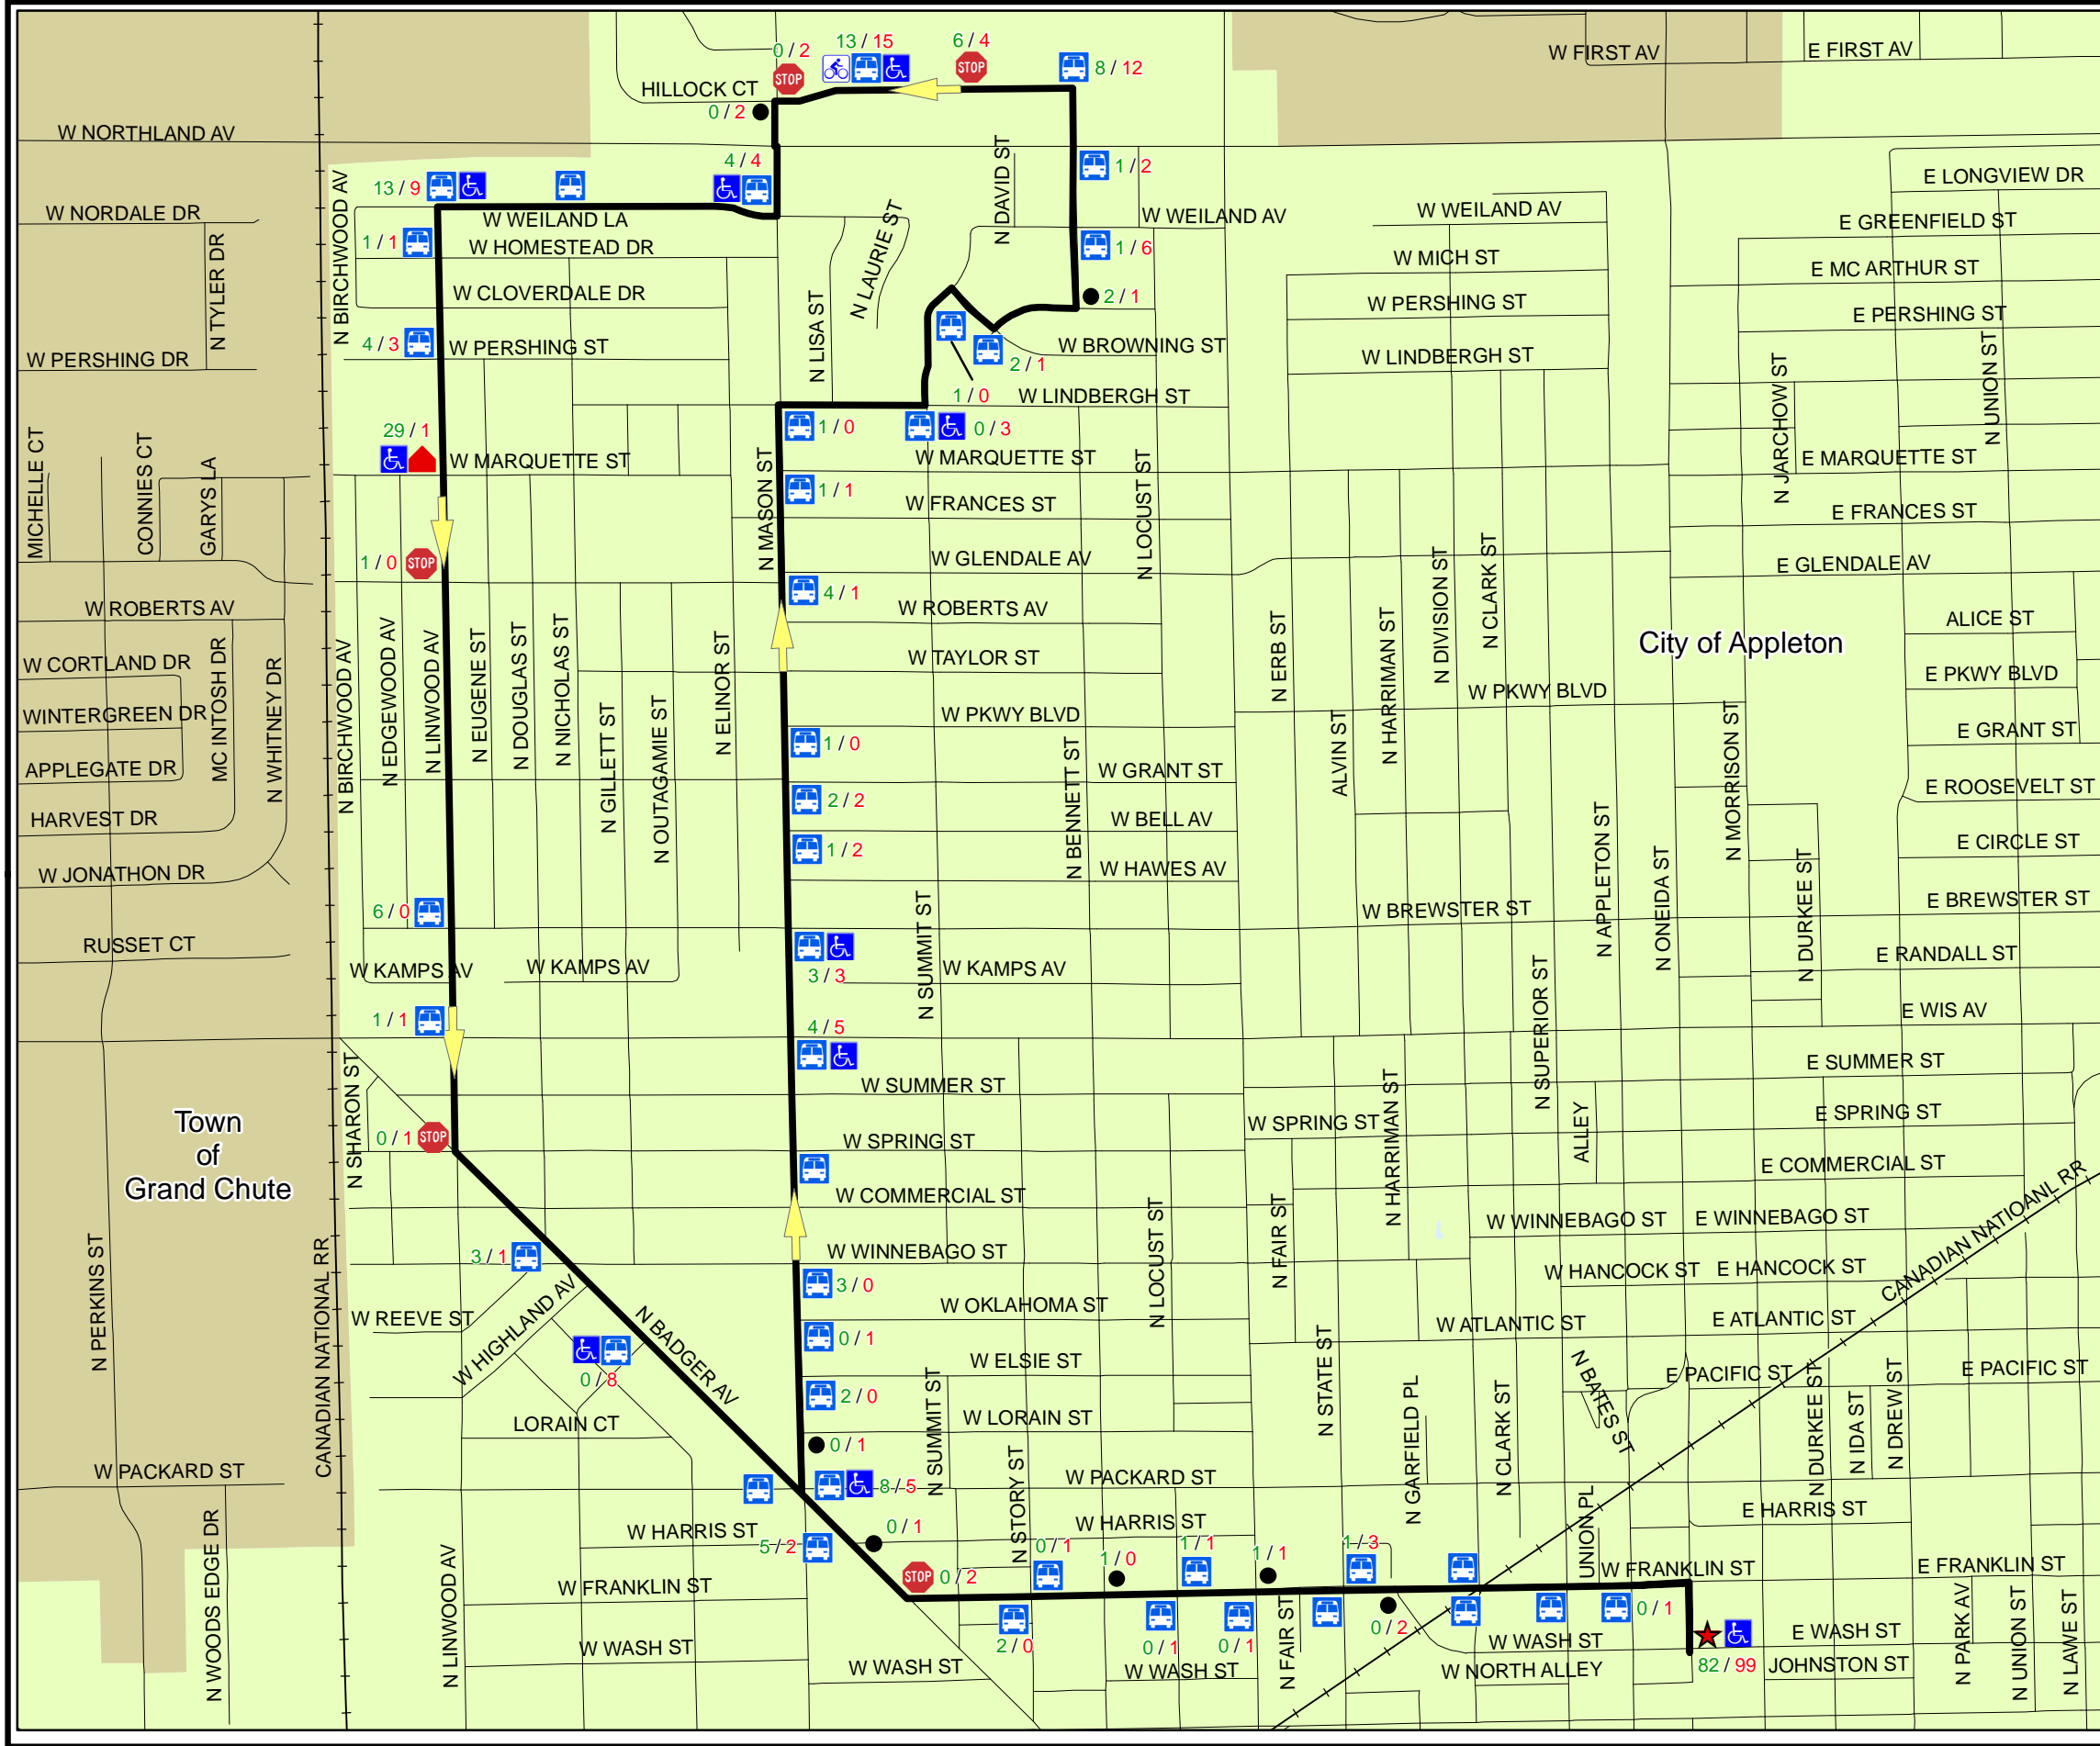 0 / 2
13 / 15
6 / 4
8 / 12
W FIRST AV
E FIRST AV
HILLOCK CT
0 / 2
W NORTHLAND AV
4 / 4
13 / 9
1 / 2
N DAVID ST
E LONGVIEW DR
W NORDALE DR
W WEILAND LA
W WEILAND AV
W WEILAND AV
E GREENFIELD ST
1 / 1
W HOMESTEAD DR
1 / 6
W MICH ST
E MC ARTHUR ST
N BIRCHWOOD AV
N TYLER DR
N LAURIE ST
W CLOVERDALE DR
2 / 1
W PERSHING ST
E PERSHING ST
N LISA ST
4 / 3
W PERSHING ST
W PERSHING DR
W BROWNING ST
2 / 1
W LINDBERGH ST
N UNION ST
1 / 0
W LINDBERGH ST
N JARCHOW ST
29 / 1
1 / 0
0 / 3
W MARQUETTE ST
W MARQUETTE ST
E MARQUETTE ST
MICHELLE CT
CONNIES CT
GARYS LA
N MASON ST
1 / 1
W FRANCES ST
N LOCUST ST
E FRANCES ST
1 / 0
STOP
STOP
STOP
W GLENDALE AV
E GLENDALE AV
4 / 1
W ROBERTS AV
W ROBERTS AV
ALICE ST
City of Appleton
W CORTLAND DR
W TAYLOR ST
E PKWY BLVD
WINTERGREEN DR
W PKWY BLVD
W PKWY BLVD
E GRANT ST
APPLEGATE DR
MC INTOSH DR
N WHITNEY DR
N BIRCHWOOD AV
N EDGEWOOD AV
N LINWOOD AV
N EUGENE ST
N DOUGLAS ST
N NICHOLAS ST
N GILLETT ST
N OUTAGAMIE ST
N ELINOR ST
1 / 0
W GRANT ST
N ERB ST
ALVIN ST
N HARRIMAN ST
N DIVISION ST
N CLARK ST
E ROOSEVELT ST
HARVEST DR
2 / 2
W BELL AV
E CIRCLE ST
1 / 2
W HAWES AV
N BENNETT ST
W JONATHON DR
N MORRISON ST
6 / 0
W BREWSTER ST
E BREWSTER ST
N APPLETON ST
N ONEIDA ST
N DURKEE ST
RUSSET CT
E RANDALL ST
W KAMPS AV
W KAMPS AV
3 / 3
N SUMMIT ST
W KAMPS AV
1 / 1
4 / 5
N SUPERIOR ST
E WIS AV
E SUMMER ST
W SUMMER ST
Town
of
Grand Chute
N SHARON ST
0 / 1
STOP
W SPRING ST
W SPRING ST
N HARRIMAN ST
ALLEY
E SPRING ST
E COMMERCIAL ST
W COMMERCIAL ST
W WINNEBAGO ST
W WINNEBAGO ST
E WINNEBAGO ST
CANADIAN NATIOANL RR
3 / 1
3 / 0
N LOCUST ST
N FAIR ST
W HANCOCK ST
E HANCOCK ST
W OKLAHOMA ST
W REEVE ST
W HIGHLAND AV
N BADGER AV
0 / 1
W ATLANTIC ST
E ATLANTIC ST
N PERKINS ST
CANADIAN NATIONAL RR
0 / 8
W ELSIE ST
N STATE ST
N BATES ST
E PACIFIC ST
E PACIFIC ST
2 / 0
LORAIN CT
N SUMMIT ST
W LORAIN ST
N GARFIELD PL
N CLARK ST
N DURKEE ST
N IDA ST
N DREW ST
0 / 1
W PACKARD ST
8 / 5
W PACKARD ST
E HARRIS ST
W HARRIS ST
0 / 1
N STORY ST
W HARRIS ST
UNION PL
5 / 2
0 / 1
1 / 0
1 / 1
1 / 1
1 / 3
N WOODS EDGE DR
N LINWOOD AV
W FRANKLIN ST
STOP
0 / 2
W FRANKLIN ST
E FRANKLIN ST
2 / 0
0 / 1
0 / 1
N FAIR ST
0 / 2
0 / 1
W WASH ST
W WASH ST
W WASH ST
W WASH ST
E WASH ST
W NORTH ALLEY
82 / 99
JOHNSTON ST
N PARK AV
N UNION ST
N LAWE ST